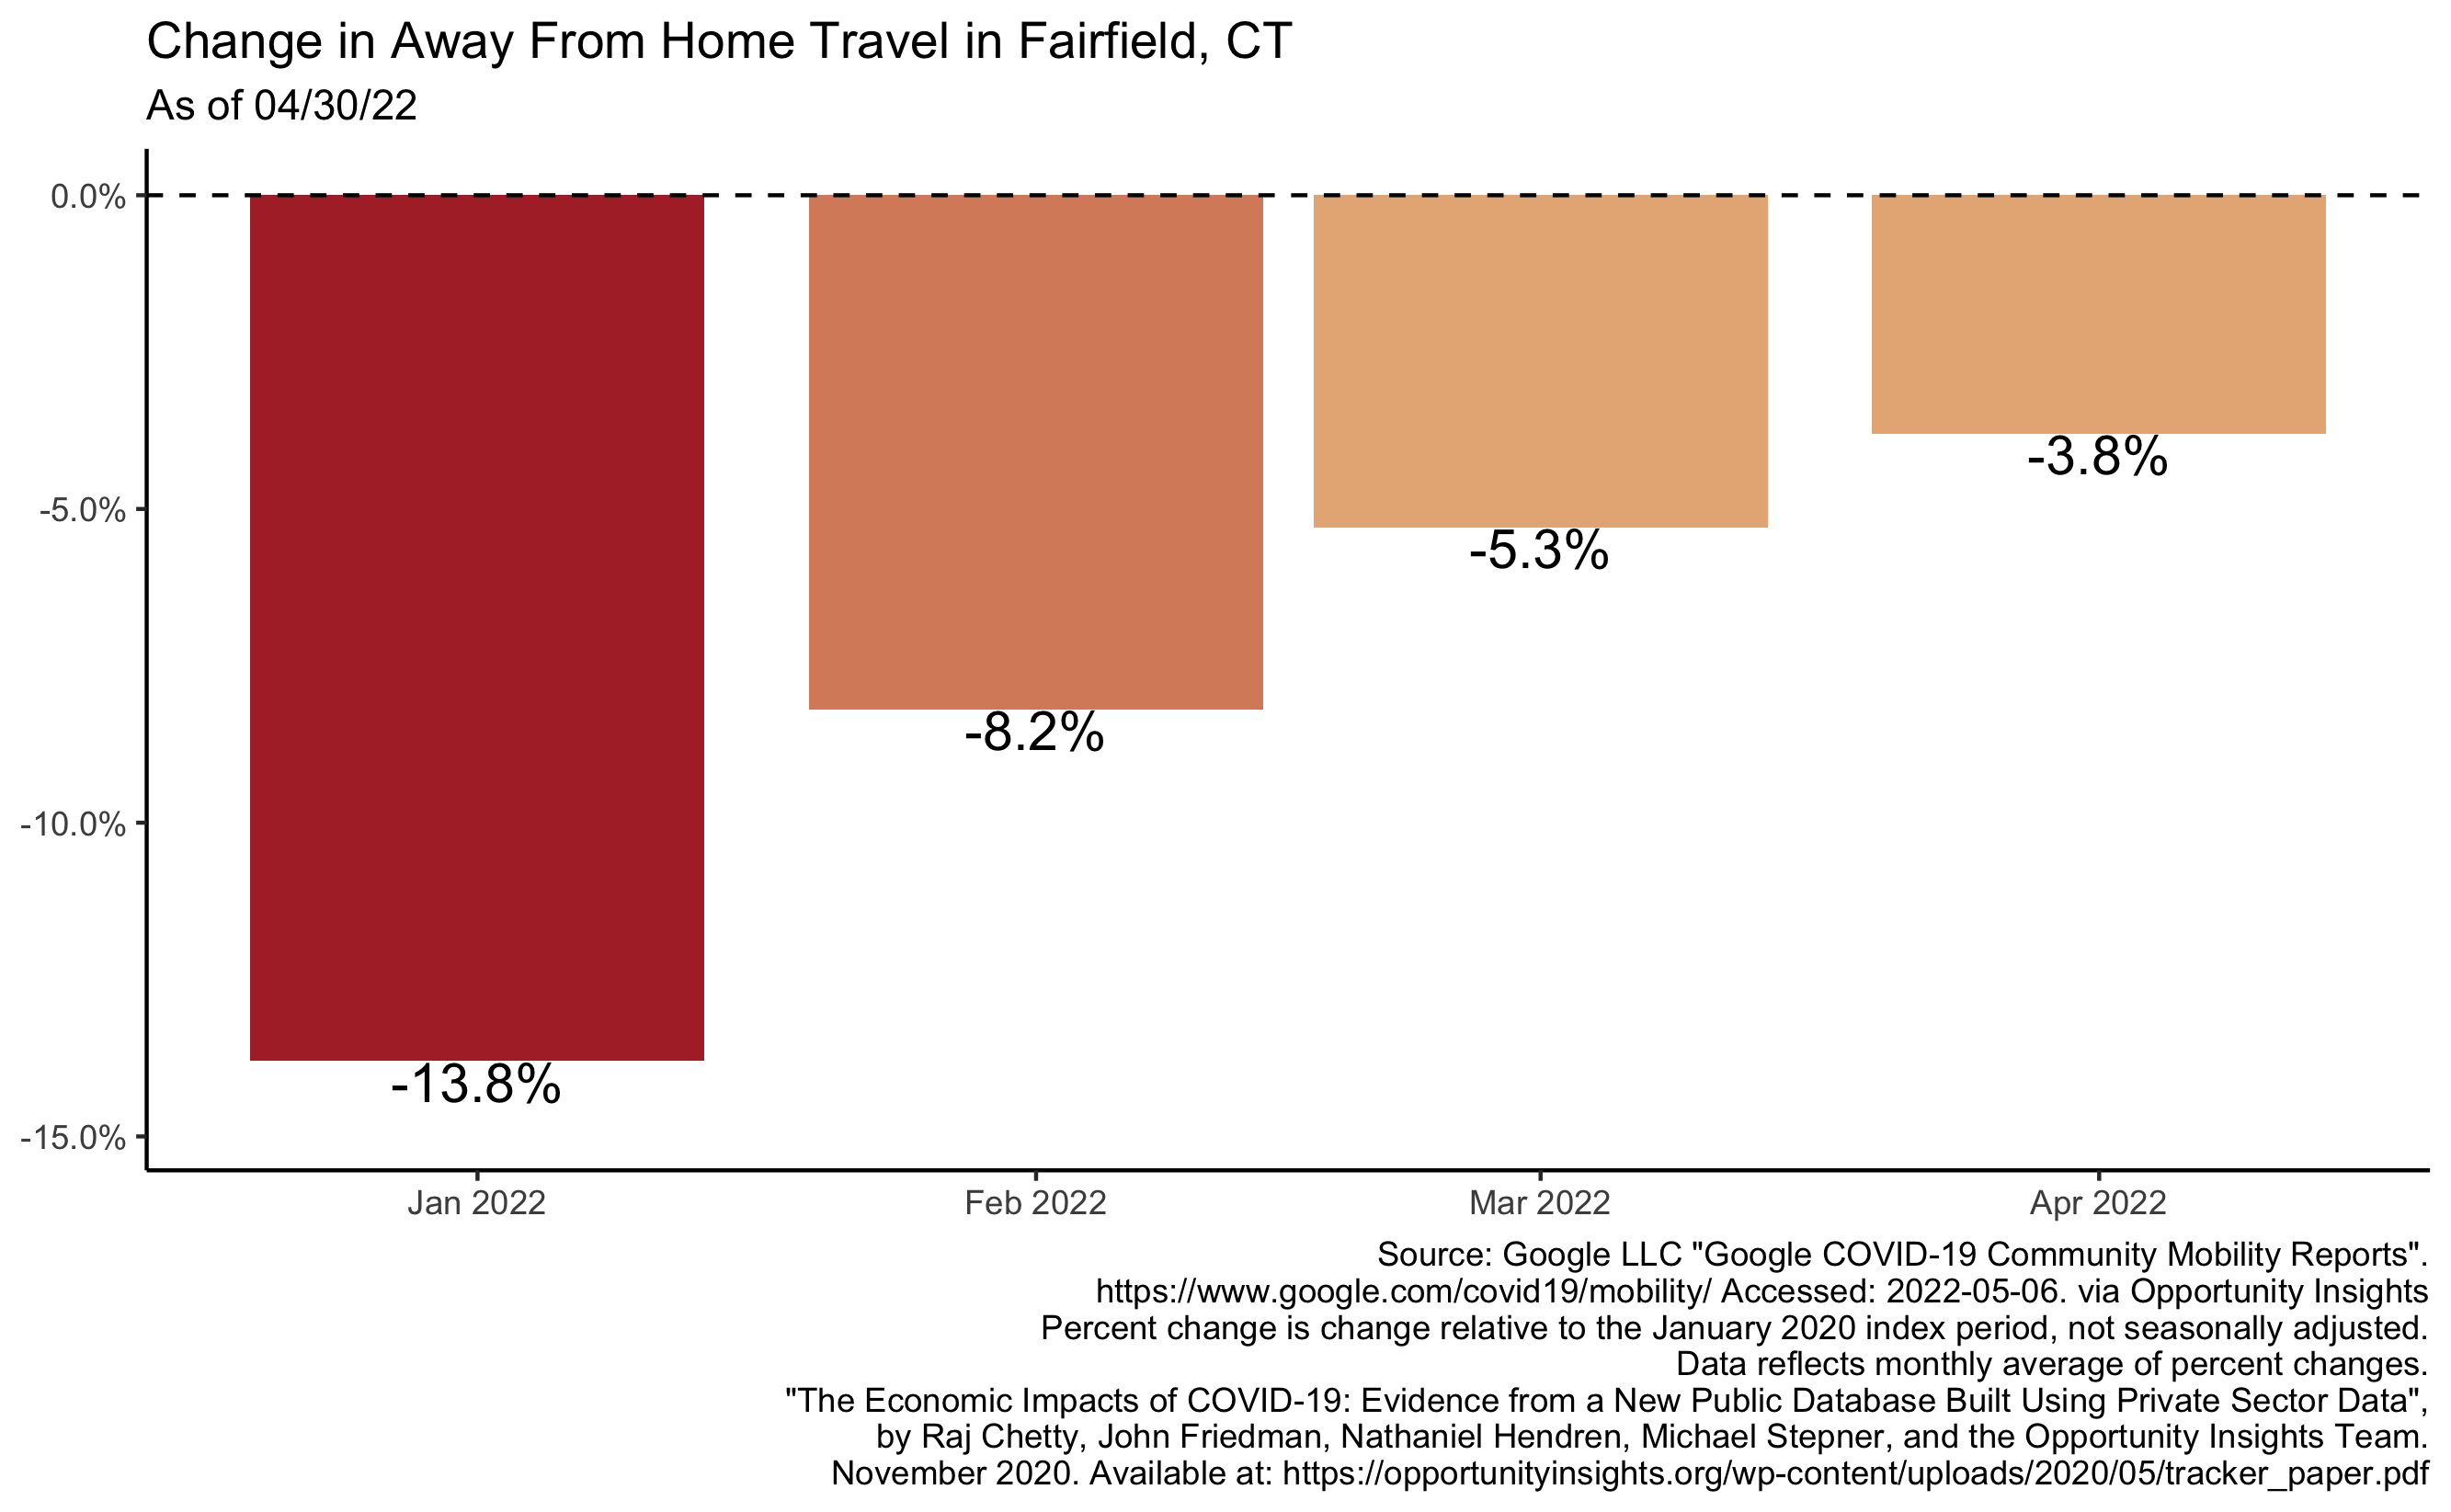 Change in Away From Home Travel in Fairfield, CT
As of 04/30/22
0.0%
-5.0%
-10.0%
-15.0%
-13.8%
-8.2%
-5.3%
-3.8%
Jan 2022
Feb 2022
Mar 2022
Apr 2022
Source: Google LLC "Google COVID-19 Community Mobility Reports".
https://www.google.com/covid19/mobility/ Accessed: 2022-05-06. via Opportunity Insights
Percent change is change relative to the January 2020 index period, not seasonally adjusted.
Data reflects monthly average of percent changes.
"The Economic Impacts of COVID-19: Evidence from a New Public Database Built Using Private Sector Data",
by Raj Chetty, John Friedman, Nathaniel Hendren, Michael Stepner, and the Opportunity Insights Team.
November 2020. Available at: https://opportunityinsights.org/wp-content/uploads/2020/05/tracker_paper.pdf